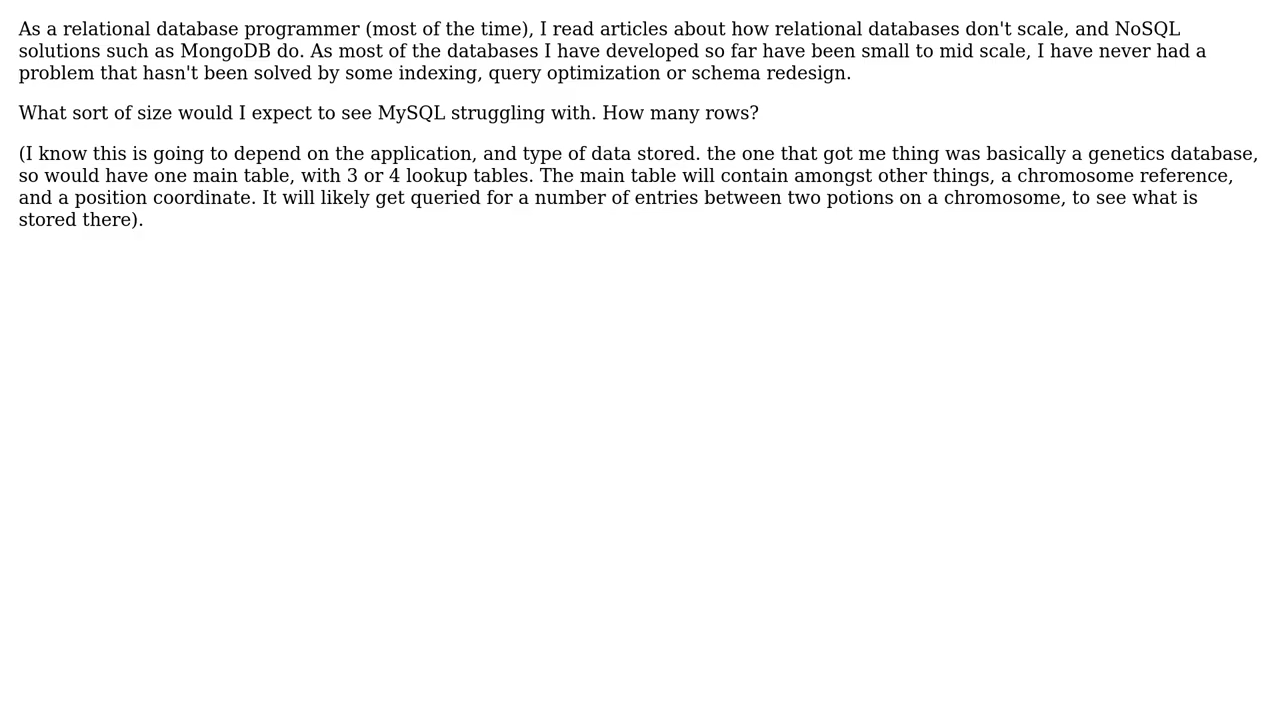 As a relational database programmer (most of the time), I read articles about how relational databases don't scale, and NoSQL
solutions such as MongoDB do. As most of the databases I have developed so far have been small to mid scale, I have never had a
problem that hasn't been solved by some indexing, query optimization or schema redesign.
What sort of size would I expect to see MySQL struggling with. How many rows?
(I know this is going to depend on the application, and type of data stored. the one that got me thing was basically a genetics database,
so would have one main table, with 3 or 4 lookup tables. The main table will contain amongst other things, a chromosome reference,
and a position coordinate. It will likely get queried for a number of entries between two potions on a chromosome, to see what is
stored there).